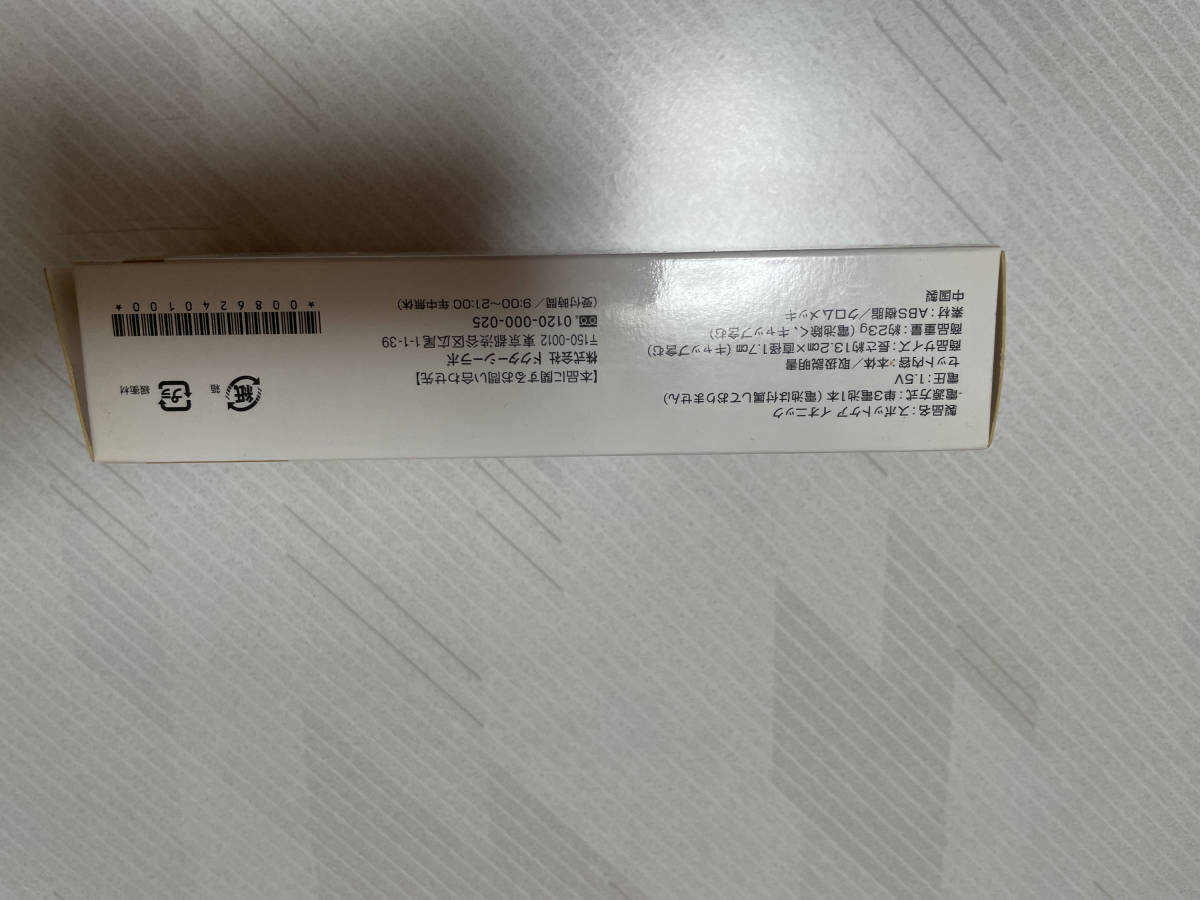 製品名：スポットケア イオニック
電源方式：単3電池1本（電池は付属しておりません）
電圧：1.5V
セット内容：本体／取扱説明書
商品サイズ：長さ約13.2cm×直径1.7cm（キャップ含む）
商品重量：約23g（電池除く、キャップ含む）
素材：ABS樹脂／クロムメッキ
中国製
【本品に関するお問い合わせ先】
株式会社 ドクターシーラボ
〒150-0012 東京都渋谷区広尾1-1-39
0120-000-025
（受付時間／9:00〜21:00 年中無休）
紙
箱
プラ
緩衝材
*0086240100*